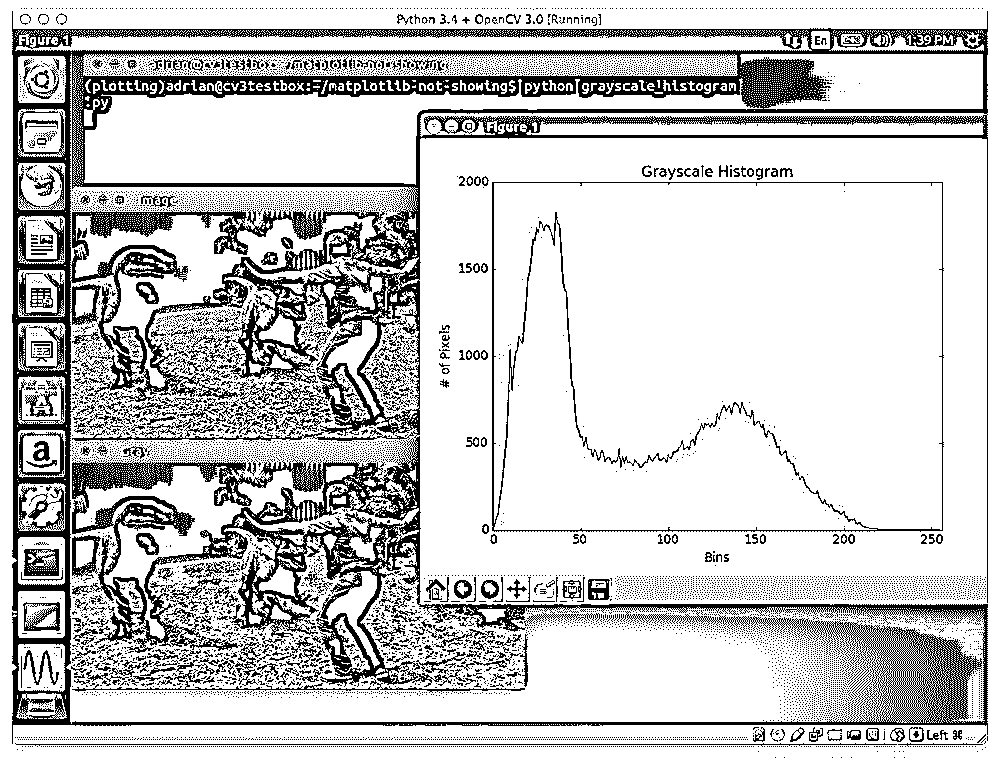 Python 3.4 + OpenCV 3.0 [Running]
Figure 1
En
1:39 PM
adrian@cv3testbox: ~/matplotlib-not-showing
(plotting)adrian@cv3testbox:~/matplotlib-not-showing$ python grayscale_histogram
.py
Figure 1
image
gray
Grayscale Histogram
2000
1500
1000
500
0
# of Pixels
0 50 100 150 200 250
Bins
a
Left ⌘